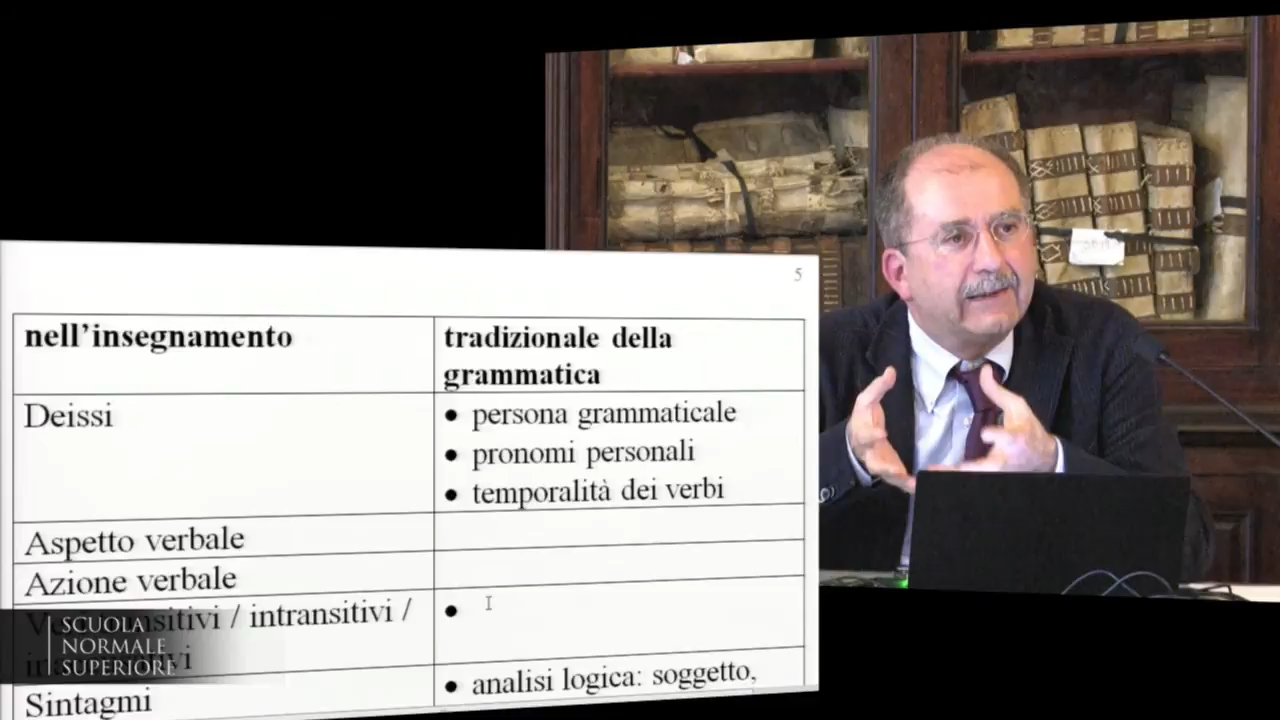 5
nell'insegnamento
tradizionale della
grammatica
Deissi
• persona grammaticale
• pronomi personali
• temporalità dei verbi
Aspetto verbale
Azione verbale
/ intransitivi /
•
Sintagmi
• analisi logica: soggetto,
SCUOLA
NORMALE
SUPERIORE